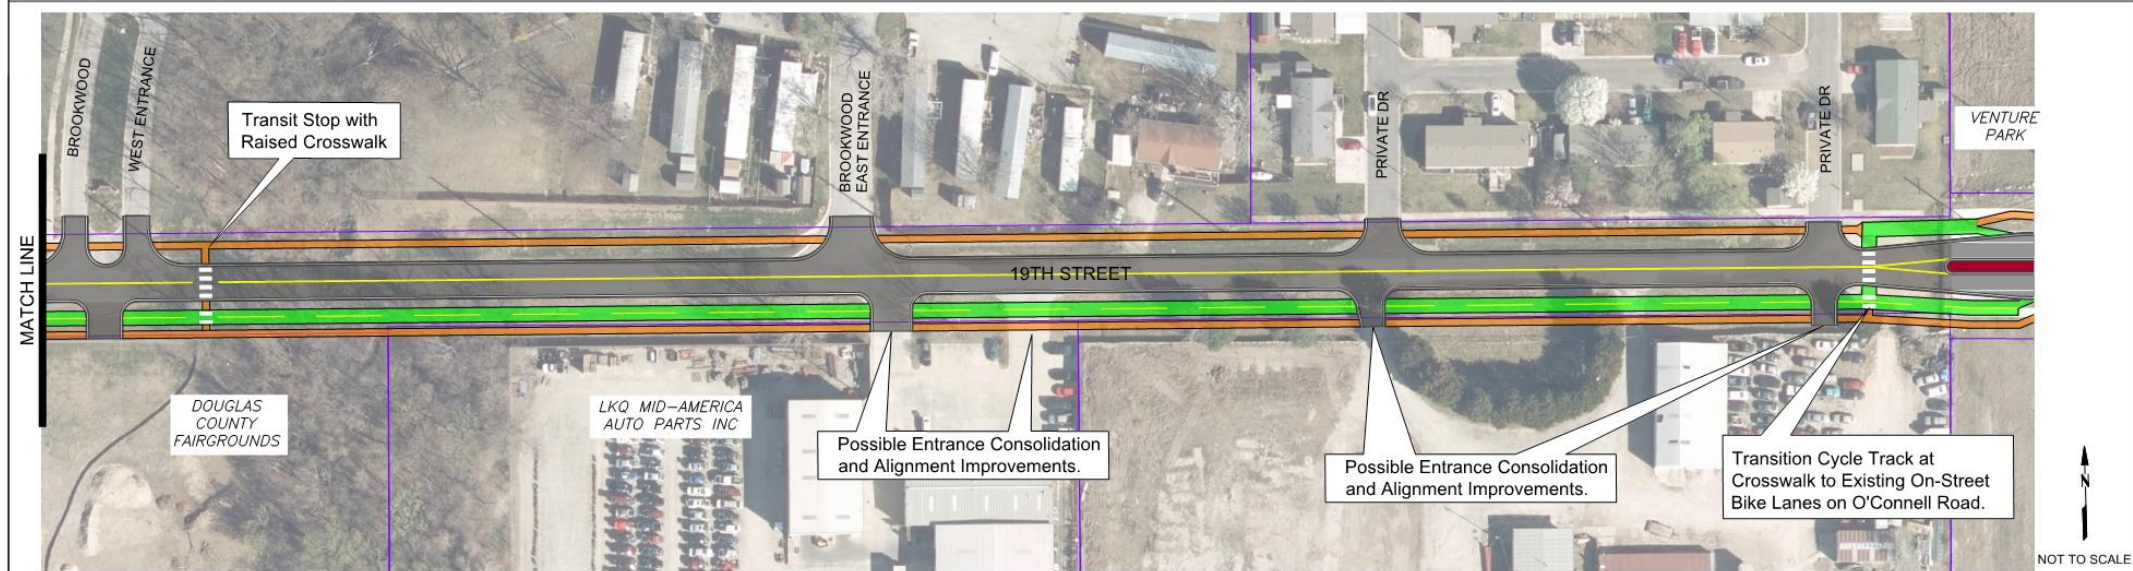 BROOKWOOD
WEST ENTRANCE
Transit Stop with
Raised Crosswalk
BROOKWOOD
EAST ENTRANCE
PRIVATE DR
PRIVATE DR
VENTURE
PARK
MATCH LINE
19TH STREET
DOUGLAS
COUNTY
FAIRGROUNDS
LKQ MID-AMERICA
AUTO PARTS INC
Possible Entrance Consolidation
and Alignment Improvements.
Possible Entrance Consolidation
and Alignment Improvements.
Transition Cycle Track at
Crosswalk to Existing On-Street
Bike Lanes on O'Connell Road.
N
NOT TO SCALE